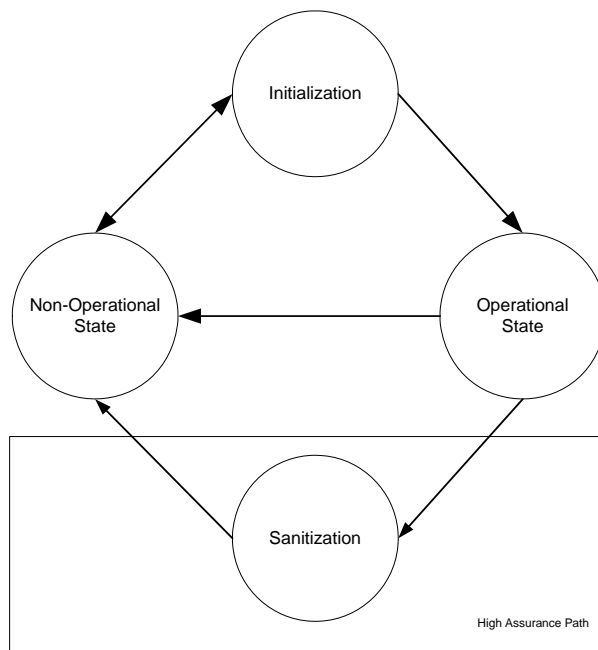 Initialization
Non-Operational
State
Operational
State
Sanitization
High Assurance Path